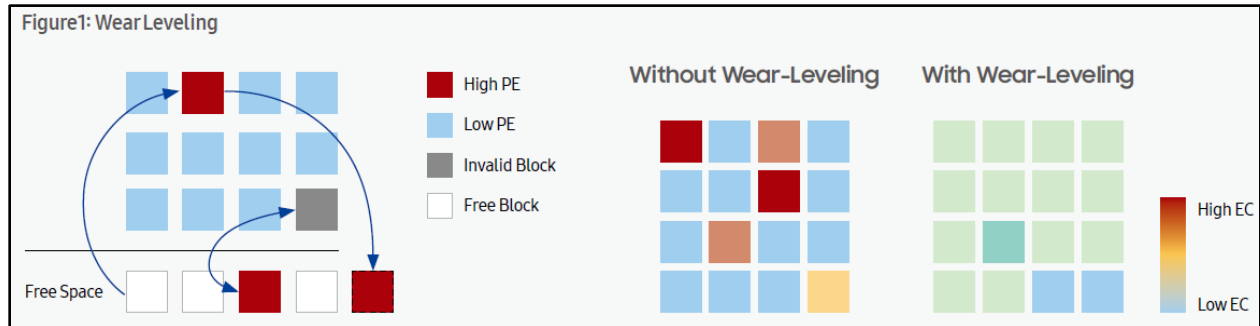 Figure1: Wear Leveling
High PE
Low PE
Invalid Block
Free Block
Free Space
Without Wear-Leveling
With Wear-Leveling
High EC
Low EC